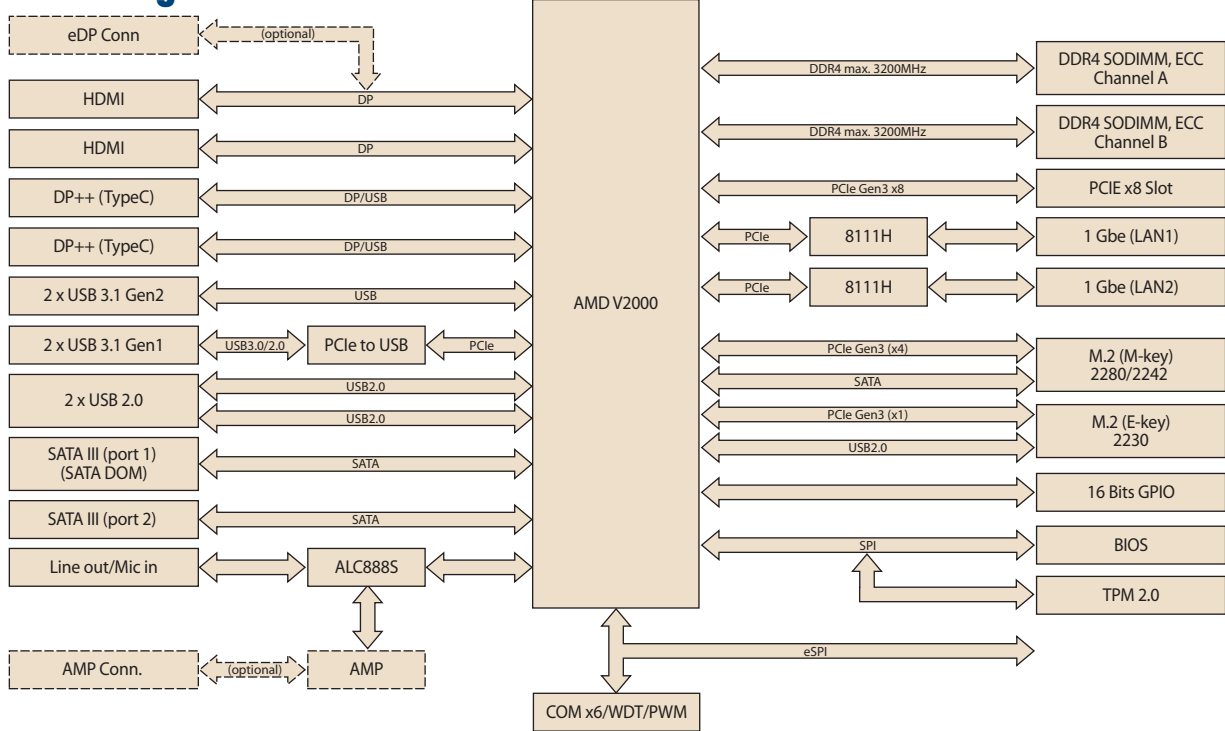 eDP Conn
(optional)
HDMI
DP
HDMI
DP
DP++ (TypeC)
DP/USB
DP++ (TypeC)
DP/USB
2 x USB 3.1 Gen2
USB
2 x USB 3.1 Gen1
USB3.0/2.0
PCIe to USB
PCIe
2 x USB 2.0
USB2.0
USB2.0
SATA III (port 1)
(SATA DOM)
SATA
SATA III (port 2)
SATA
Line out/Mic in
ALC888S
AMP Conn.
(optional)
AMP
AMD V2000
COM x6/WDT/PWM
DDR4 max. 3200MHz
DDR4 SODIMM, ECC
Channel A
DDR4 max. 3200MHz
DDR4 SODIMM, ECC
Channel B
PCIe Gen3 x8
PCIE x8 Slot
PCIe
8111H
1 Gbe (LAN1)
PCIe
8111H
1 Gbe (LAN2)
PCIe Gen3 (x4)
SATA
M.2 (M-key)
2280/2242
PCIe Gen3 (x1)
USB2.0
M.2 (E-key)
2230
16 Bits GPIO
SPI
BIOS
TPM 2.0
eSPI